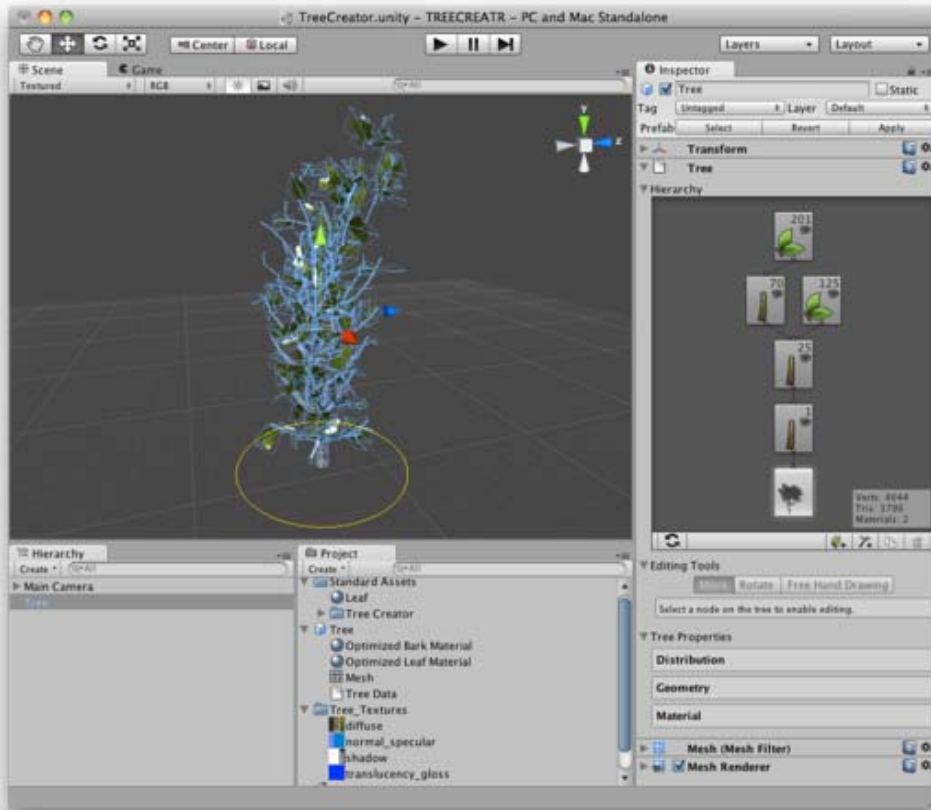 TreeCreator.unity – TREECREATR – PC and Mac Standalone
Center Local Layers Layout
Scene Game
Textured RGB All
y
z
Inspector
Tree Static
Tag Untagged Layer Default
Prefab Select Revert Apply
Transform
Tree
Hierarchy
201
70 125
25
1
Verts: 4644
Tris: 3796
Materials: 2
Editing Tools
Move Rotate Free Hand Drawing
Select a node on the tree to enable editing.
Tree Properties
Distribution
Geometry
Material
Mesh (Mesh Filter)
Mesh Renderer
Hierarchy
Create All
Main Camera
Tree
Project
Create All
Standard Assets
Leaf
Tree Creator
Tree
Optimized Bark Material
Optimized Leaf Material
Mesh
Tree Data
Tree_Textures
diffuse
normal_specular
shadow
translucency_gloss